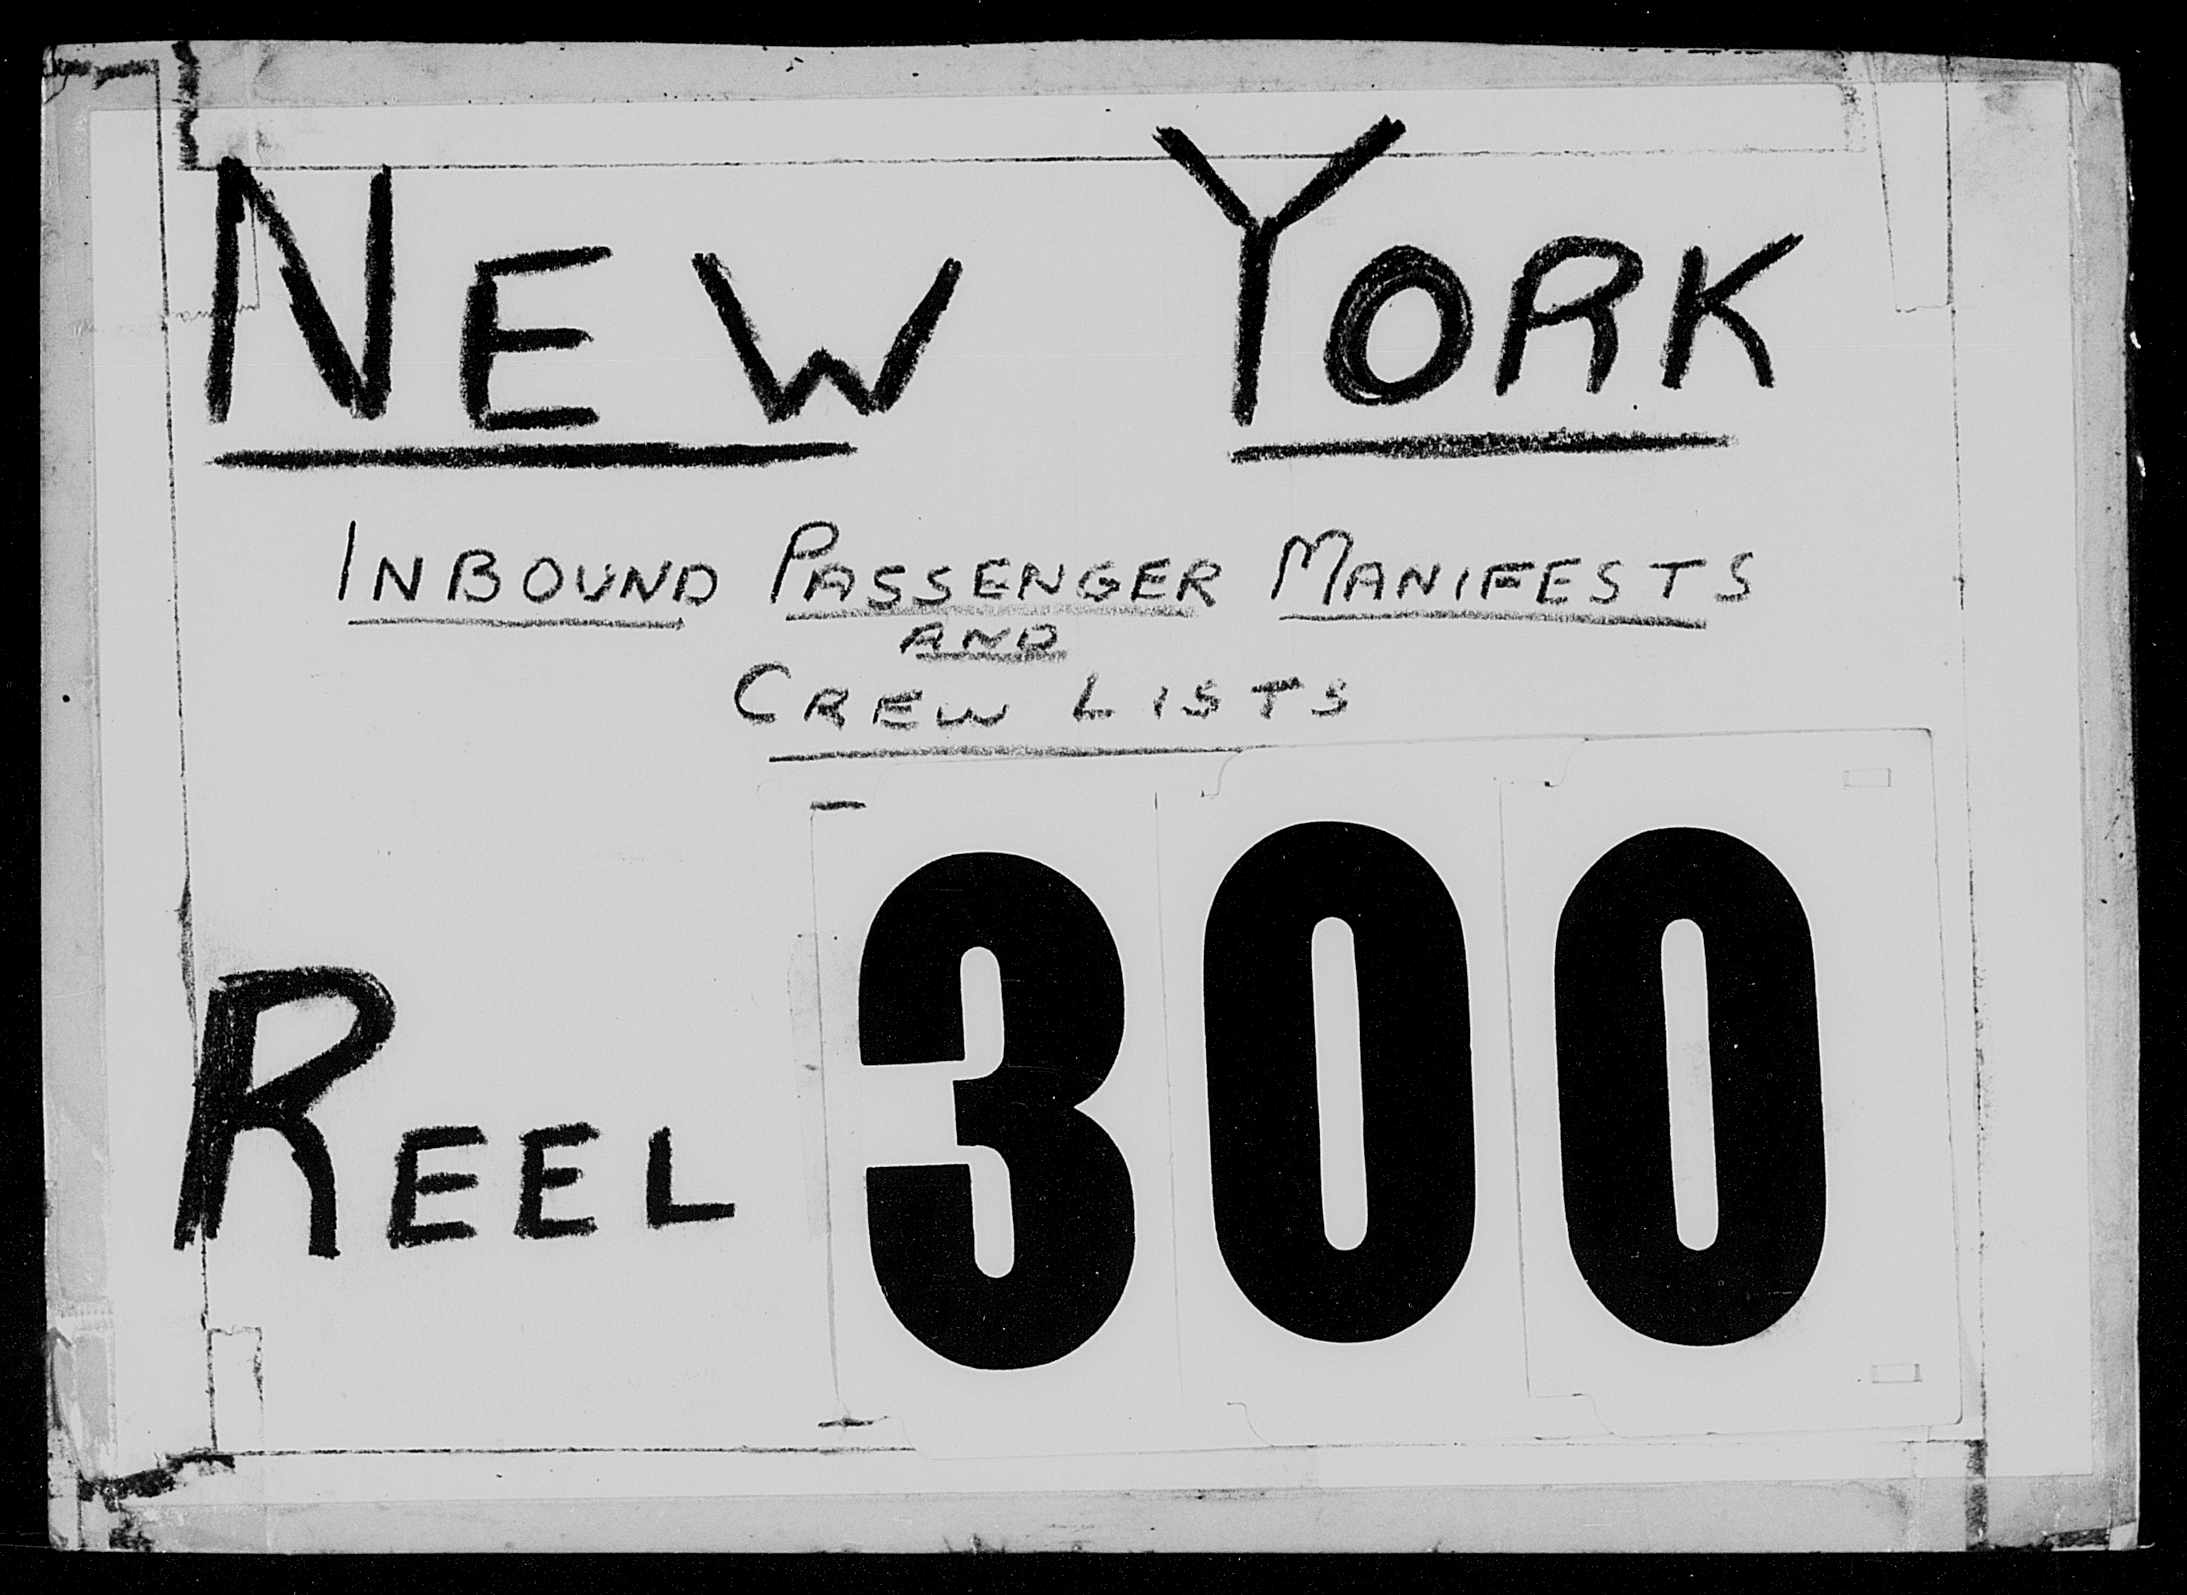 NEW YORK
INBOUND PASSENGER MANIFESTS
AND
CREW LISTS
REEL 300